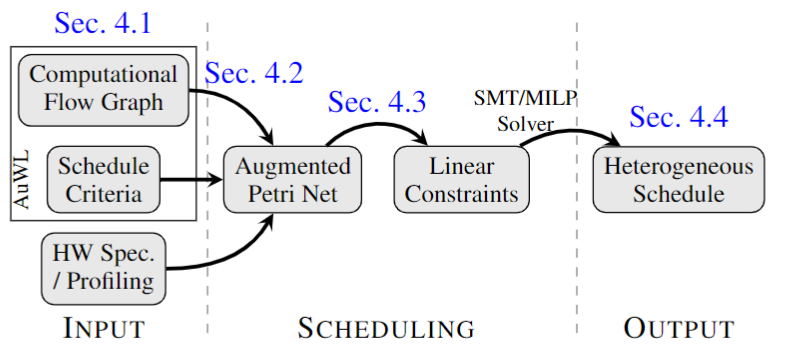 Sec. 4.1
Computational
Flow Graph
Sec. 4.2
Schedule
Criteria
AuWL
HW Spec.
/ Profiling
Augmented
Petri Net
Sec. 4.3
Linear
Constraints
SMT/MILP
Solver
Sec. 4.4
Heterogeneous
Schedule
INPUT
SCHEDULING
OUTPUT